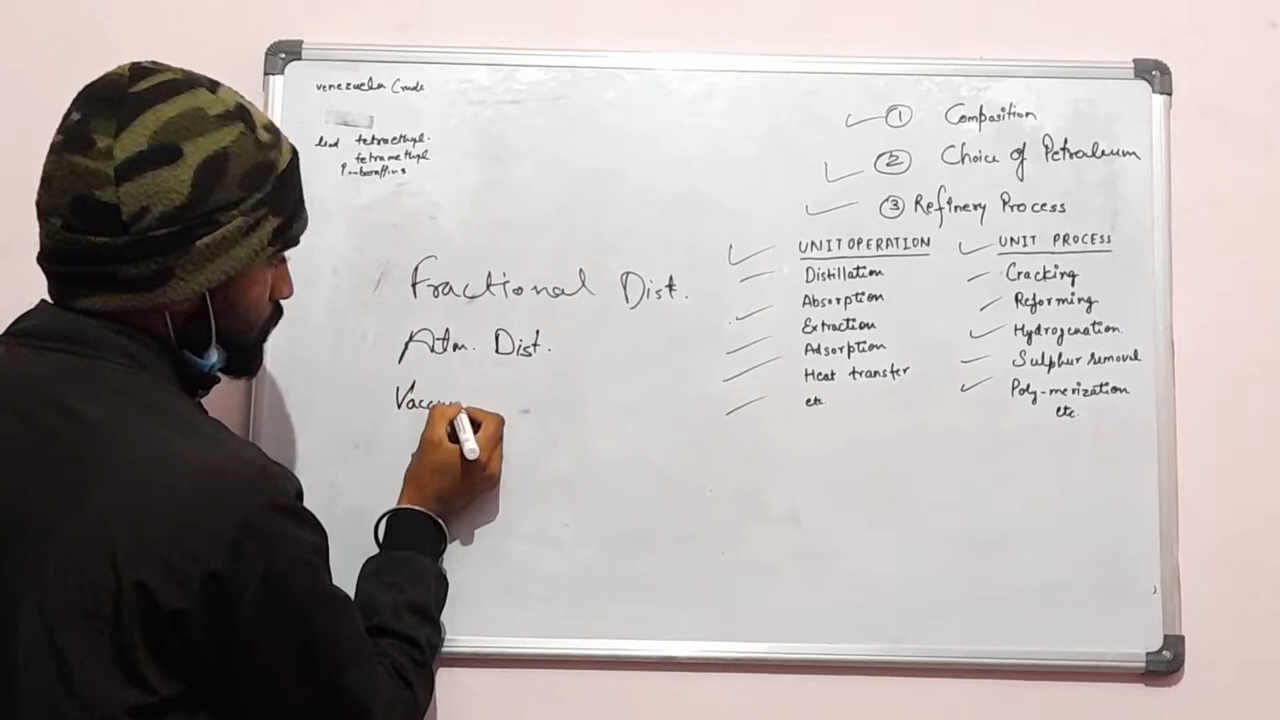 venezuela Crude
lead tetraethyl.
tetramethyl
① Composition
② Choice of Petroleum
③ Refinery Process
UNIT OPERATION
Distillation
Absorption
Extraction
Adsorption
Heat transfer
etc
UNIT PROCESS
Cracking
Reforming
Hydrogenation.
Sulphur removal
Poly-merization
etc.
Fractional Dist.
Atm. Dist.